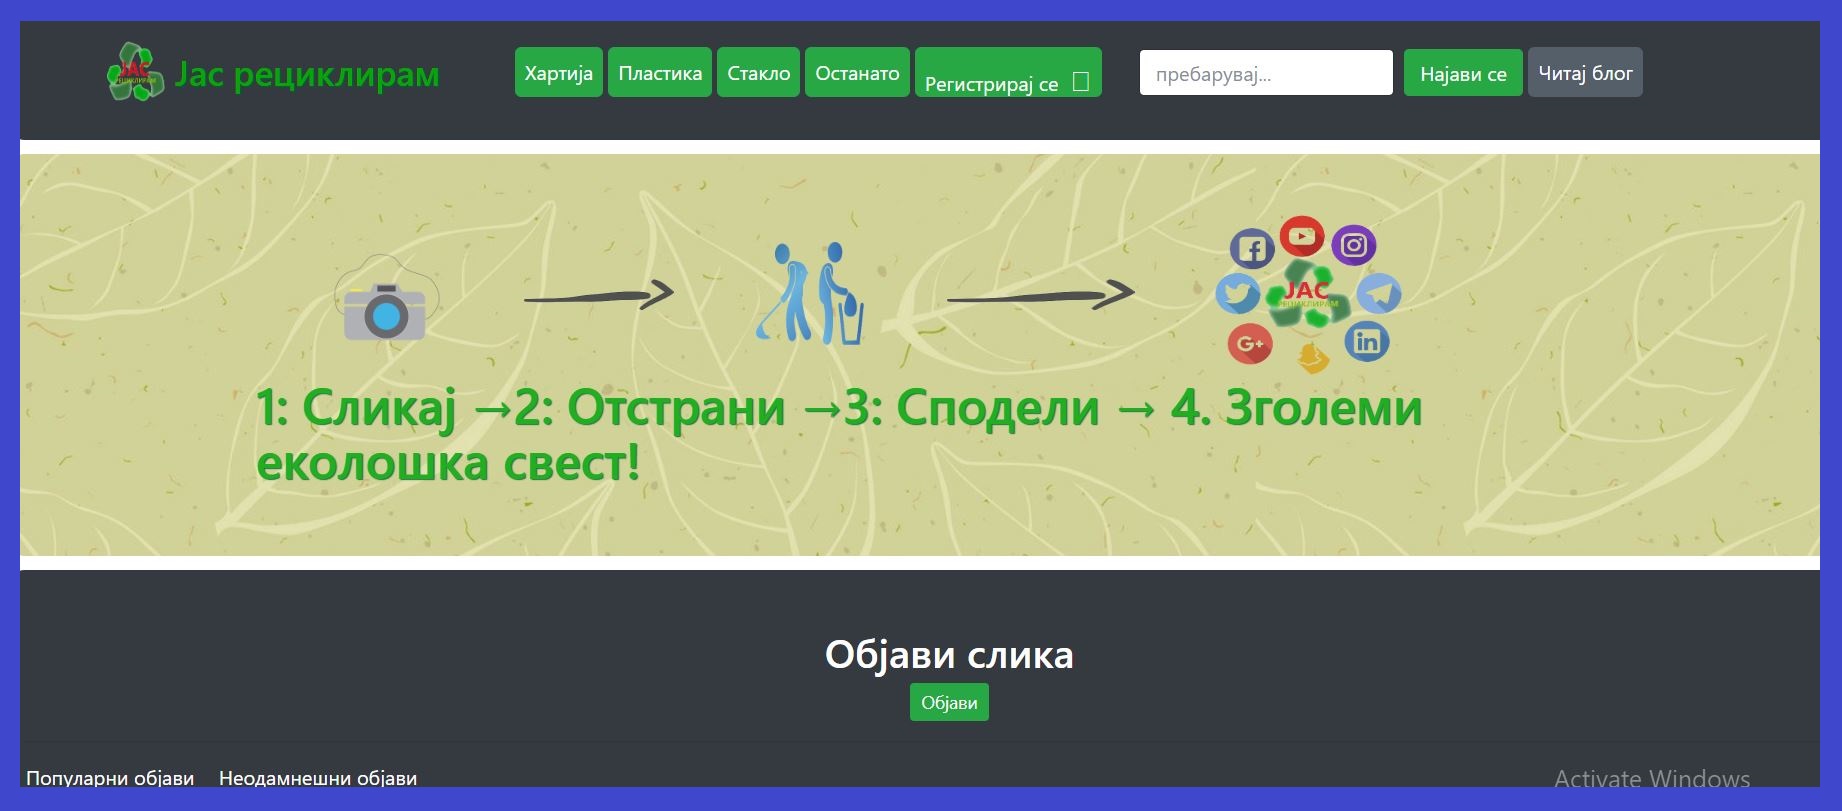 ЈАС
РЕЦИКЛИРАМ
Јас рециклирам
Хартија Пластика Стакло Останато Регистрирај се
пребарувај...
Најави се Читај блог
ЈАС
РЕЦИКЛИРАМ
G+
in
1: Сликај →2: Отстрани →3: Сподели → 4. Зголеми
еколошка свест!
Објави слика
Објави
Популарни објави Неодамнешни објави
Activate Windows